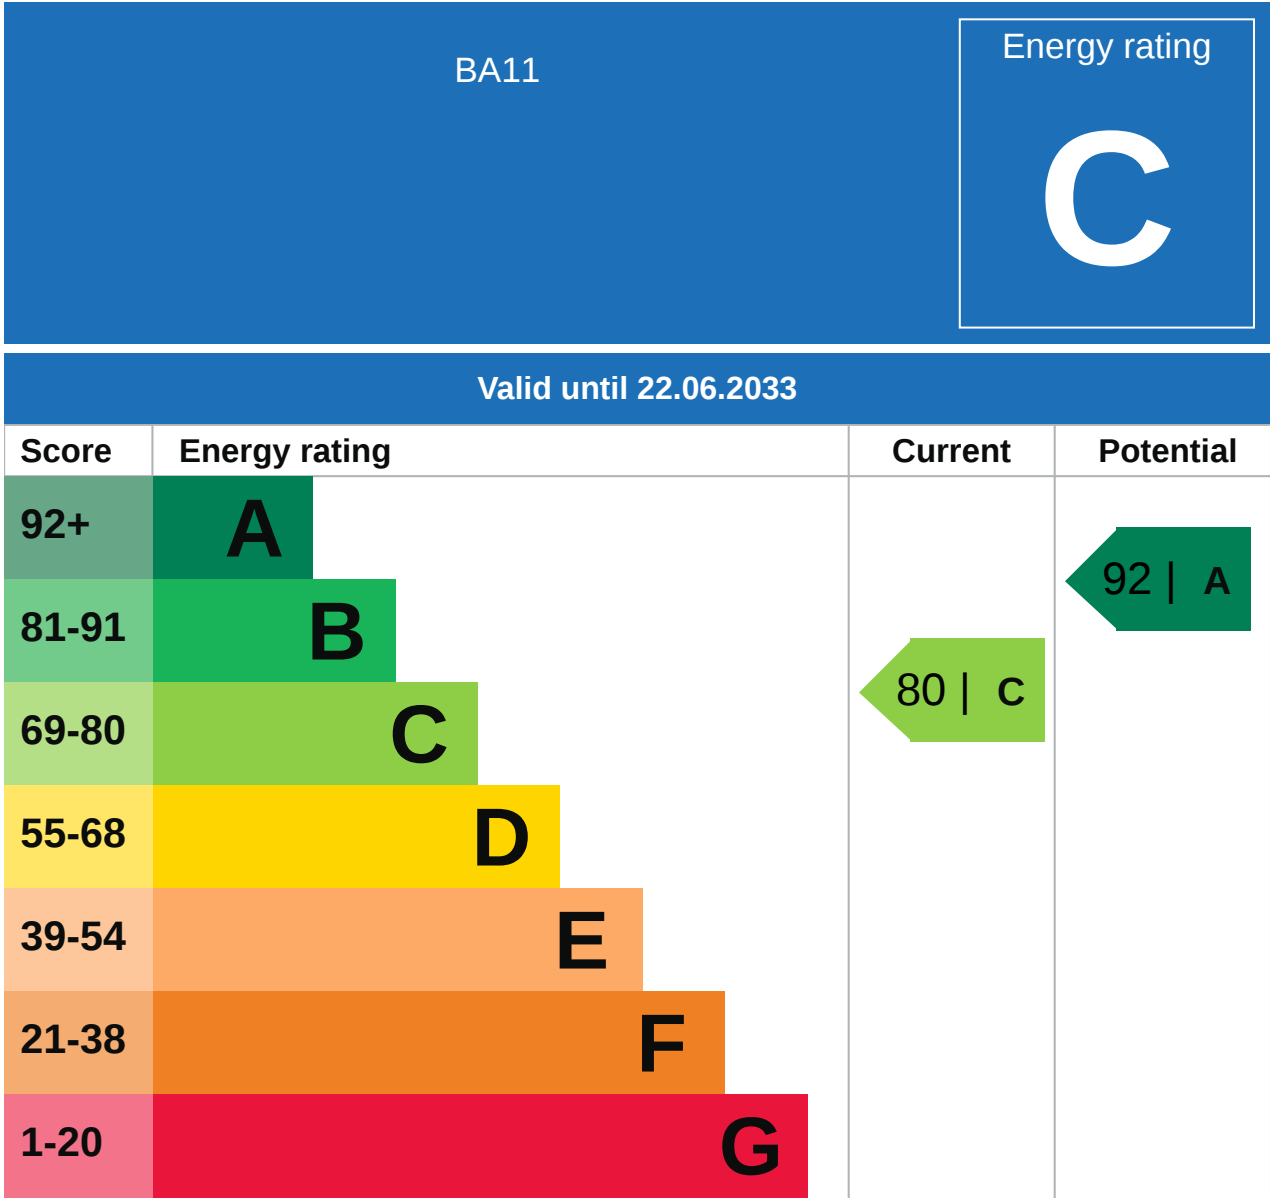 BA11
Energy rating
C
Valid until 22.06.2033
Score Energy rating Current Potential
92+ A
92 | A
81-91 B
80 | C
69-80 C
55-68 D
39-54 E
21-38 F
1-20 G